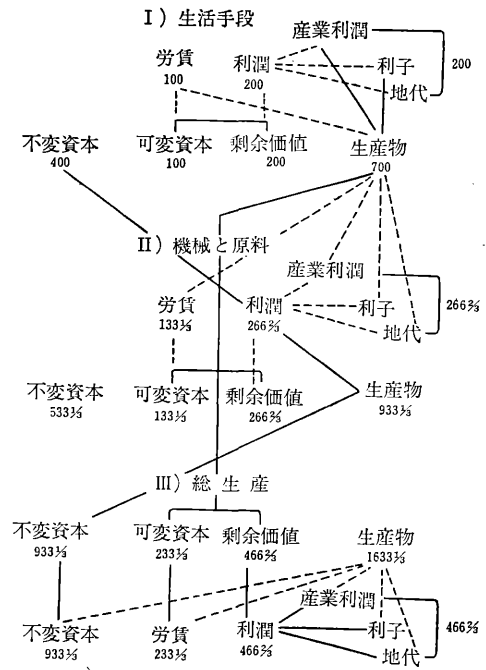 I）生活手段
産業利潤
労賃 利潤 利子 200
100 200 地代
不変資本 可変資本 剰余価値 生産物
400 100 200 700
II）機械と原料
産業利潤
労賃 利潤 利子 266⅔
133⅓ 266⅔ 地代
不変資本 可変資本 剰余価値 生産物
533⅓ 133⅓ 266⅔ 933⅓
III）総生産
不変資本 可変資本 剰余価値 生産物
933⅓ 233⅓ 466⅔ 1633⅓
産業利潤
不変資本 労賃 利潤 利子 466⅔
933⅓ 233⅓ 466⅔ 地代